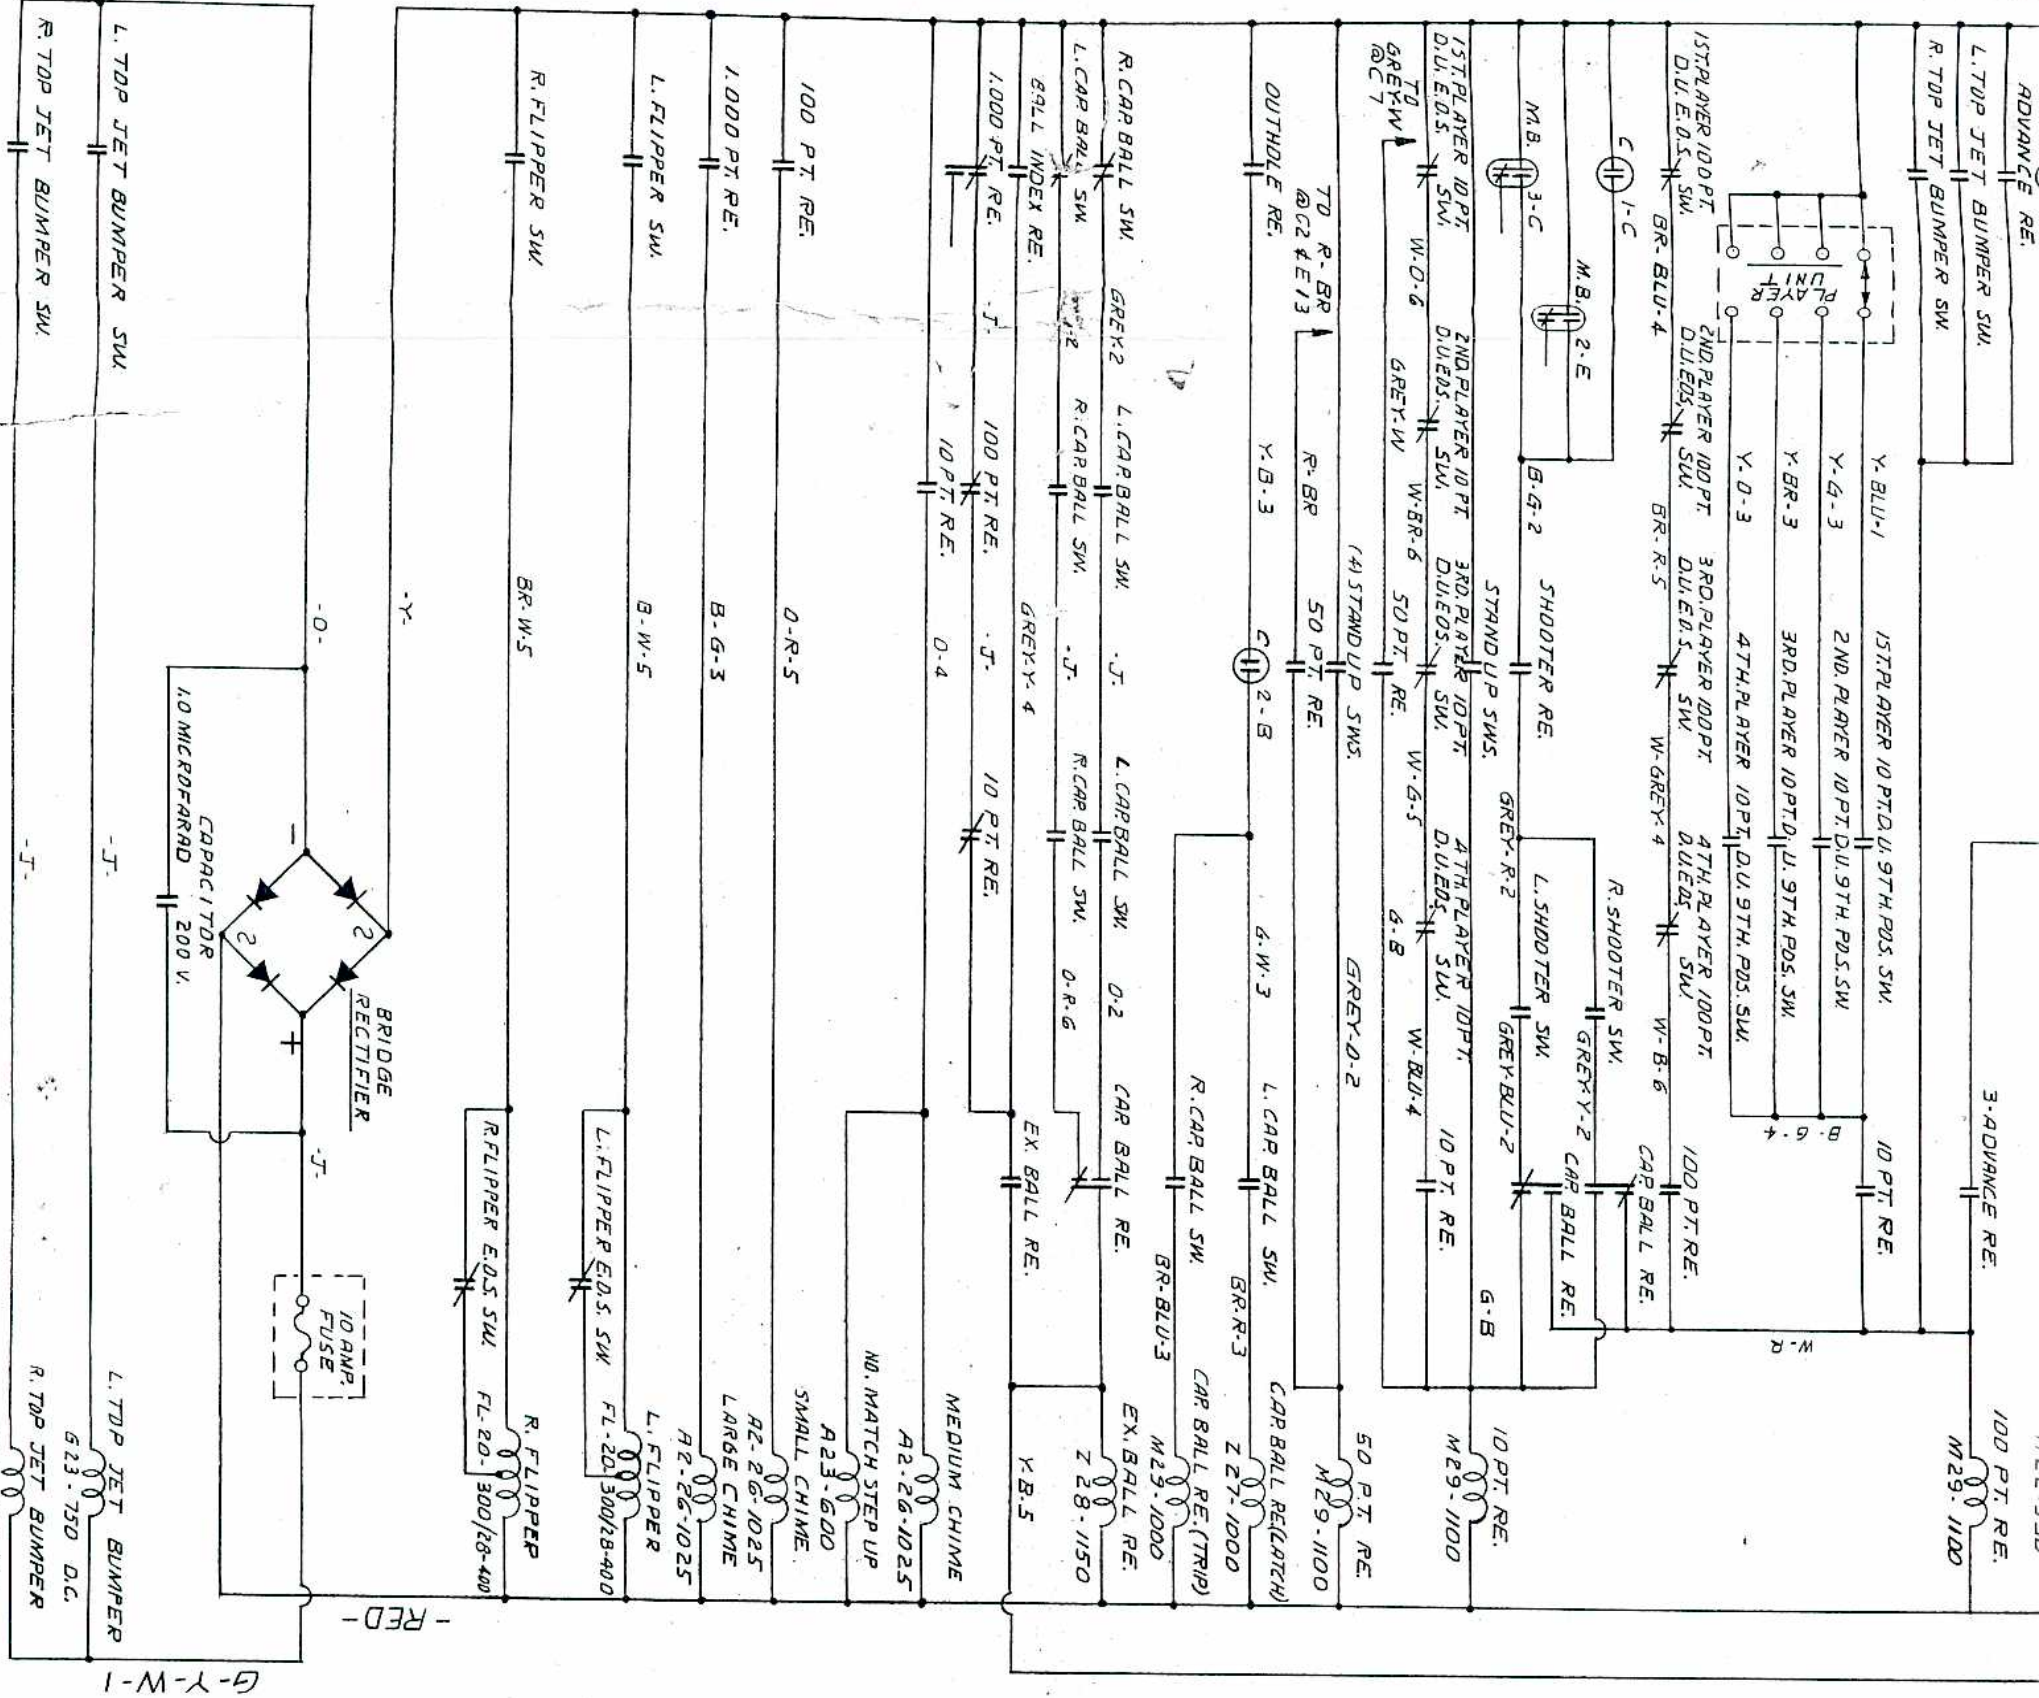 ADVANCE RE.
3-ADVANCE RE.
100 PT. RE.
M29-1100
L. TOP JET BUMPER SW.
R. TOP JET BUMPER SW.
PLAYER
UNIT
Y-BLU-1
1ST. PLAYER 10 PT. D.U. 9TH. POS. SW.
Y-G-3
2ND. PLAYER 10 PT. D.U. 9TH. POS. SW.
Y-BR-3
3RD. PLAYER 10 PT. D.U. 9TH. POS. SW.
Y-O-3
4TH. PLAYER 10 PT. D.U. 9TH. POS. SW.
B-G-4
10 PT. RE.
W-R
1ST. PLAYER 100 PT.
D.U. E.O.S. SW.
BR-BLU-4
2ND. PLAYER 100 PT.
D.U. E.O.S. SW.
BR-R-5
3RD. PLAYER 100 PT.
D.U. E.O.S. SW.
W-GREY-4
4TH. PLAYER 100 PT.
D.U. E.O.S. SW.
W-B-6
100 PT. RE.
C 1-C
M.B. 2-E
M.B. 3-C
B-G-2
SHOOTER RE.
GREY-R-2
R. SHOOTER SW.
GREY-Y-2
CAP. BALL RE.
L. SHOOTER SW.
GREY-BLU-2
CAP. BALL RE.
STAND UP SWS.
G-B
10 PT. RE.
M29-1100
1ST. PLAYER 10 PT.
D.U. E.O.S. SW.
W-O-6
2ND. PLAYER 10 PT.
D.U. E.O.S. SW.
W-BR-6
3RD. PLAYER 10 PT.
D.U. E.O.S. SW.
W-G-5
4TH. PLAYER 10 PT.
D.U. E.O.S. SW.
W-BLU-4
10 PT. RE.
TO
GREY-W
@C7
GREY-W
50 PT. RE.
G-B
(4) STAND UP SWS.
GREY-O-2
50 PT. RE.
M29-1100
TO R-BR
@C2 & E13
R-BR
50 PT. RE.
OUTHOLE RE.
Y-B-3
C 2-B
G-W-3
L. CAP. BALL SW.
BR-R-3
CAP. BALL RE. (LATCH)
Z27-1000
R. CAP. BALL SW.
BR-BLU-3
CAP. BALL RE. (TRIP)
M29-1000
R. CAP. BALL SW.
GREY-2
L. CAP. BALL SW.
-J-
L. CAP. BALL SW.
O-2
CAP. BALL RE.
EX. BALL RE.
Z28-1150
L. CAP. BALL SW.
R. CAP. BALL SW.
-J-
R. CAP. BALL SW.
O-R-6
BALL INDEX RE.
GREY-Y-4
EX. BALL RE.
Y-B-5
1,000 PT. RE.
-J-
100 PT. RE.
-J-
10 PT. RE.
10 PT. RE.
O-4
MEDIUM CHIME
A2-26-1025
NO. MATCH STEP UP
A23-600
100 PT. RE.
O-R-5
SMALL CHIME.
A2-26-1025
1,000 PT. RE.
B-G-3
LARGE CHIME
A2-26-1025
L. FLIPPER SW.
B-W-5
L. FLIPPER E.O.S. SW.
L. FLIPPER
FL-20-300/28-400
R. FLIPPER SW.
BR-W-5
R. FLIPPER E.O.S. SW.
R. FLIPPER
FL-20-300/28-400
-RED-
-Y-
-O-
BRIDGE
RECTIFIER
-
2
2
+
1.0 MICROFARAD
CAPACITOR
200 V.
-J-
10 AMP.
FUSE
L. TOP JET BUMPER SW.
-J-
L. TOP JET BUMPER
G23-750 D.C.
R. TOP JET BUMPER SW.
-J-
R. TOP JET BUMPER
G-Y-W-1